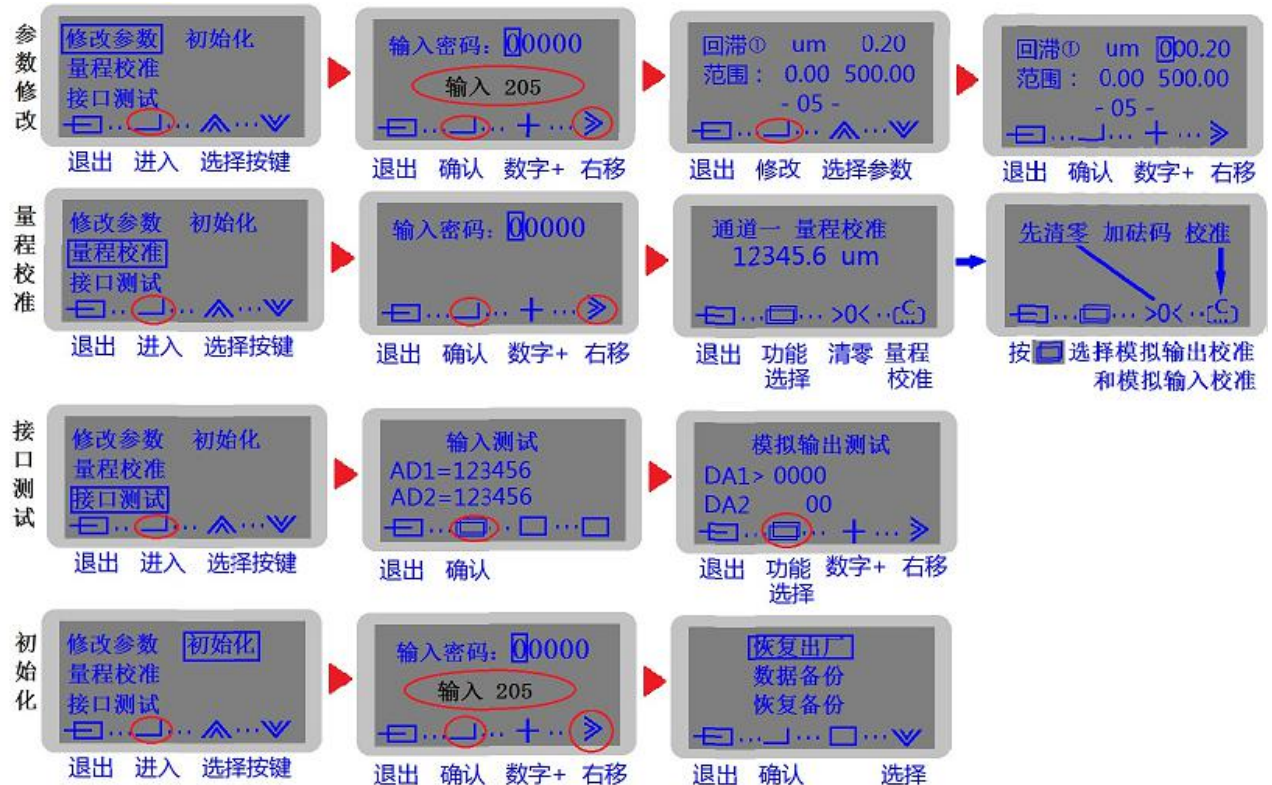 参数修改
修改参数 初始化
量程校准
接口测试
退出 进入 选择按键
输入密码：00000
输入 205
退出 确认 数字+ 右移
回滞① um 0.20
范围： 0.00 500.00
- 05 -
退出 修改 选择参数
回滞① um 000.20
范围： 0.00 500.00
- 05 -
退出 确认 数字+ 右移
量程校准
修改参数 初始化
量程校准
接口测试
退出 进入 选择按键
输入密码：00000
退出 确认 数字+ 右移
通道一 量程校准
12345.6 um
>0< C
退出 功能选择 清零 量程校准
先清零 加砝码 校准
>0< C
按 选择模拟输出校准
和模拟输入校准
接口测试
修改参数 初始化
量程校准
接口测试
退出 进入 选择按键
输入测试
AD1=123456
AD2=123456
退出 确认
模拟输出测试
DA1> 0000
DA2 00
退出 功能选择 数字+ 右移
初始化
修改参数 初始化
量程校准
接口测试
退出 进入 选择按键
输入密码：00000
输入 205
退出 确认 数字+ 右移
恢复出厂
数据备份
恢复备份
退出 确认 选择